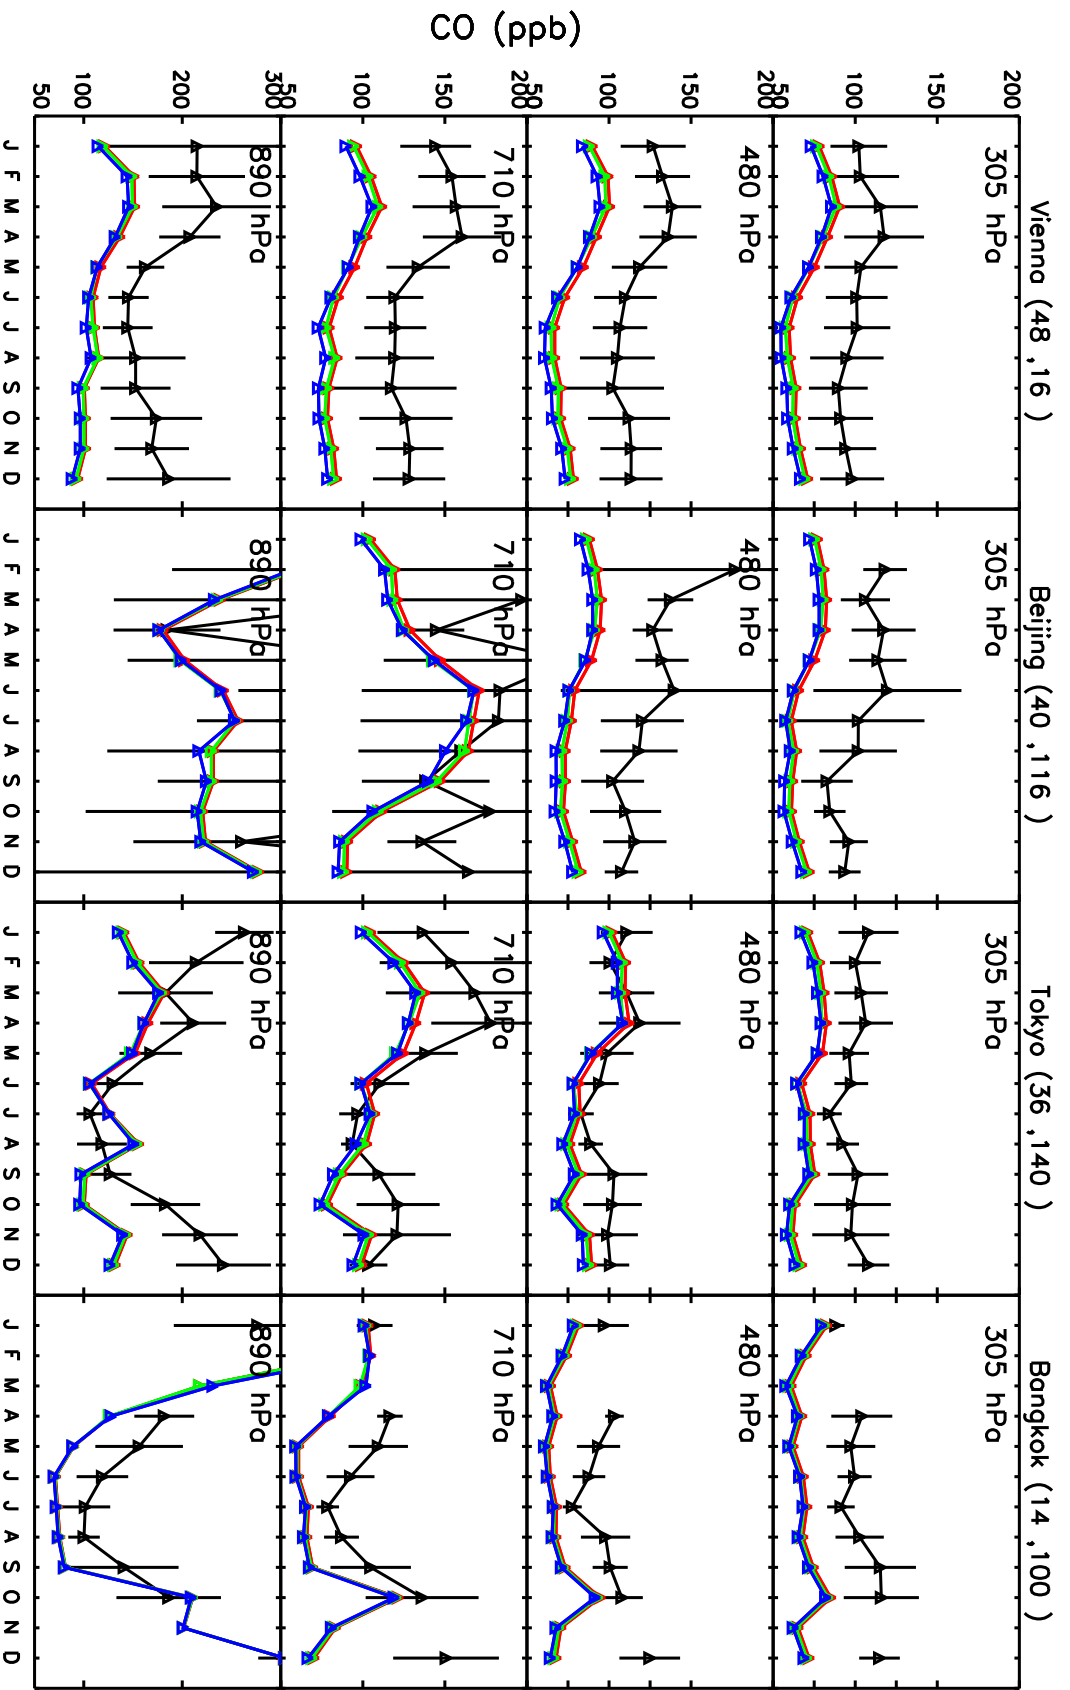 Vienna (48 ,16 )
Beijing (40 ,116 )
Tokyo (36 ,140 )
Bangkok (14 ,100 )
CO (ppb)
200
150
100
50
305 hPa
305 hPa
305 hPa
305 hPa
200
150
100
50
480 hPa
480 hPa
480 hPa
480 hPa
200
150
100
50
710 hPa
710 hPa
710 hPa
710 hPa
300
200
100
50
890 hPa
890 hPa
890 hPa
890 hPa
J F M A M J J A S O N D
J F M A M J J A S O N D
J F M A M J J A S O N D
J F M A M J J A S O N D